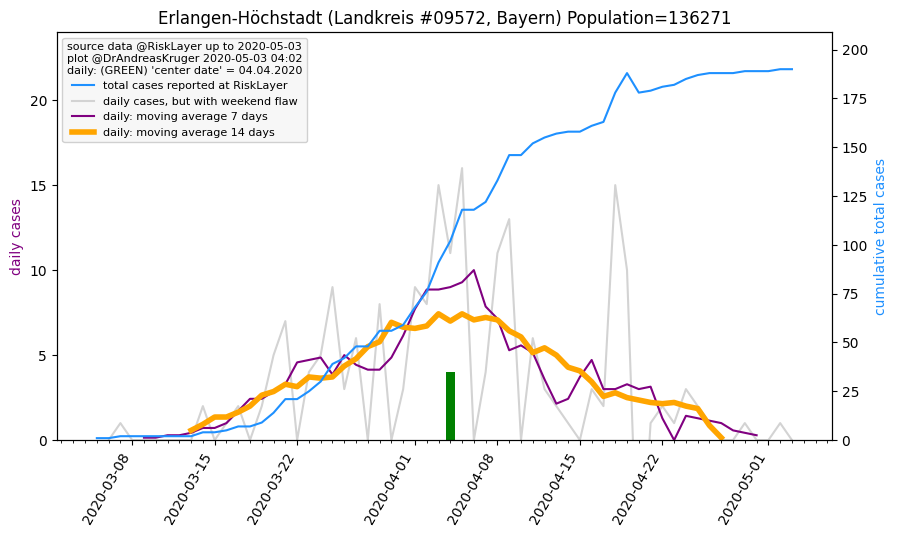 Erlangen-Höchstadt (Landkreis #09572, Bayern) Population=136271
source data @RiskLayer up to 2020-05-03
plot @DrAndreasKruger 2020-05-03 04:02
daily: (GREEN) 'center date' = 04.04.2020
total cases reported at RiskLayer
daily cases, but with weekend flaw
daily: moving average 7 days
daily: moving average 14 days
daily cases
0
5
10
15
20
cumulative total cases
0
25
50
75
100
125
150
175
200
2020-03-08
2020-03-15
2020-03-22
2020-04-01
2020-04-08
2020-04-15
2020-04-22
2020-05-01